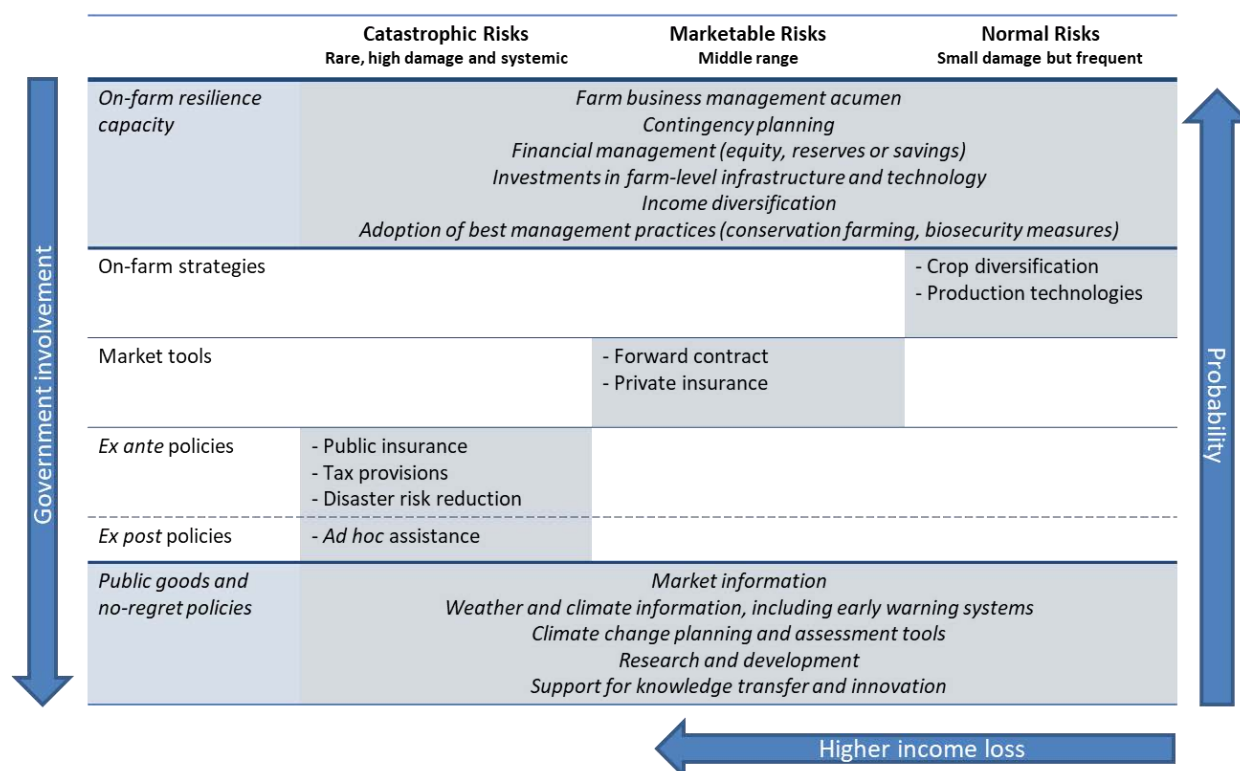 Catastrophic Risks
Rare, high damage and systemic
Marketable Risks
Middle range
Normal Risks
Small damage but frequent
Government involvement
On-farm resilience
capacity
Farm business management acumen
Contingency planning
Financial management (equity, reserves or savings)
Investments in farm-level infrastructure and technology
Income diversification
Adoption of best management practices (conservation farming, biosecurity measures)
On-farm strategies
- Crop diversification
- Production technologies
Market tools
- Forward contract
- Private insurance
Ex ante policies
- Public insurance
- Tax provisions
- Disaster risk reduction
Ex post policies
- Ad hoc assistance
Public goods and
no-regret policies
Market information
Weather and climate information, including early warning systems
Climate change planning and assessment tools
Research and development
Support for knowledge transfer and innovation
Probability
Higher income loss